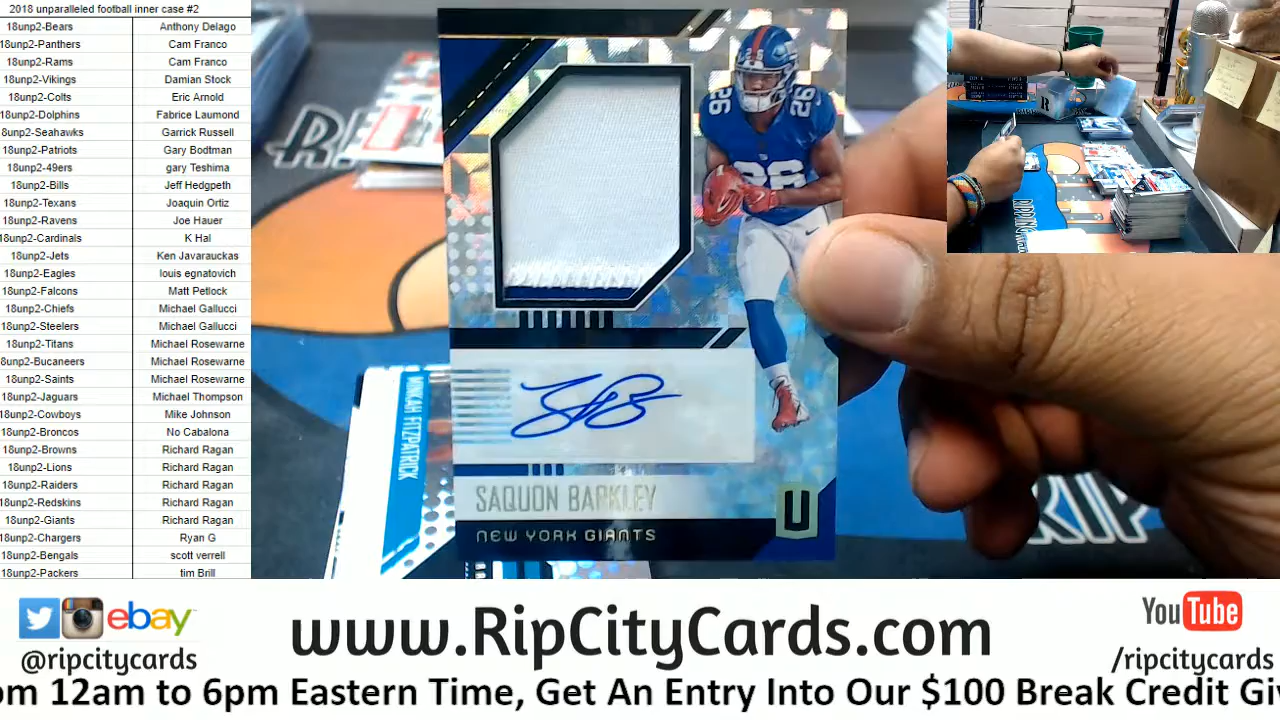 2018 unparalleled football inner case #2
18unp2-Bears Anthony Delago
18unp2-Panthers Cam Franco
18unp2-Rams Cam Franco
18unp2-Vikings Damian Stock
18unp2-Colts Eric Arnold
18unp2-Dolphins Fabrice Laumond
8unp2-Seahawks Garrick Russell
18unp2-Patriots Gary Bodtman
18unp2-49ers gary Teshima
18unp2-Bills Jeff Hedgpeth
18unp2-Texans Joaquin Ortiz
18unp2-Ravens Joe Hauer
8unp2-Cardinals K Hal
18unp2-Jets Ken Javarauckas
18unp2-Eagles louis egnatovich
18unp2-Falcons Matt Petlock
18unp2-Chiefs Michael Gallucci
18unp2-Steelers Michael Gallucci
18unp2-Titans Michael Rosewarne
8unp2-Bucaneers Michael Rosewarne
18unp2-Saints Michael Rosewarne
18unp2-Jaguars Michael Thompson
18unp2-Cowboys Mike Johnson
18unp2-Broncos No Cabalona
18unp2-Browns Richard Ragan
18unp2-Lions Richard Ragan
18unp2-Raiders Richard Ragan
18unp2-Redskins Richard Ragan
18unp2-Giants Richard Ragan
18unp2-Chargers Ryan G
18unp2-Bengals scott verrell
18unp2-Packers tim Brill
26
26
26
MINKAH FITZPATRICK
SAQUON BARKLEY
U
NEW YORK GIANTS
RIP
ebay
@ripcitycards
www.RipCityCards.com
YouTube
/ripcitycards
om 12am to 6pm Eastern Time, Get An Entry Into Our $100 Break Credit Giv